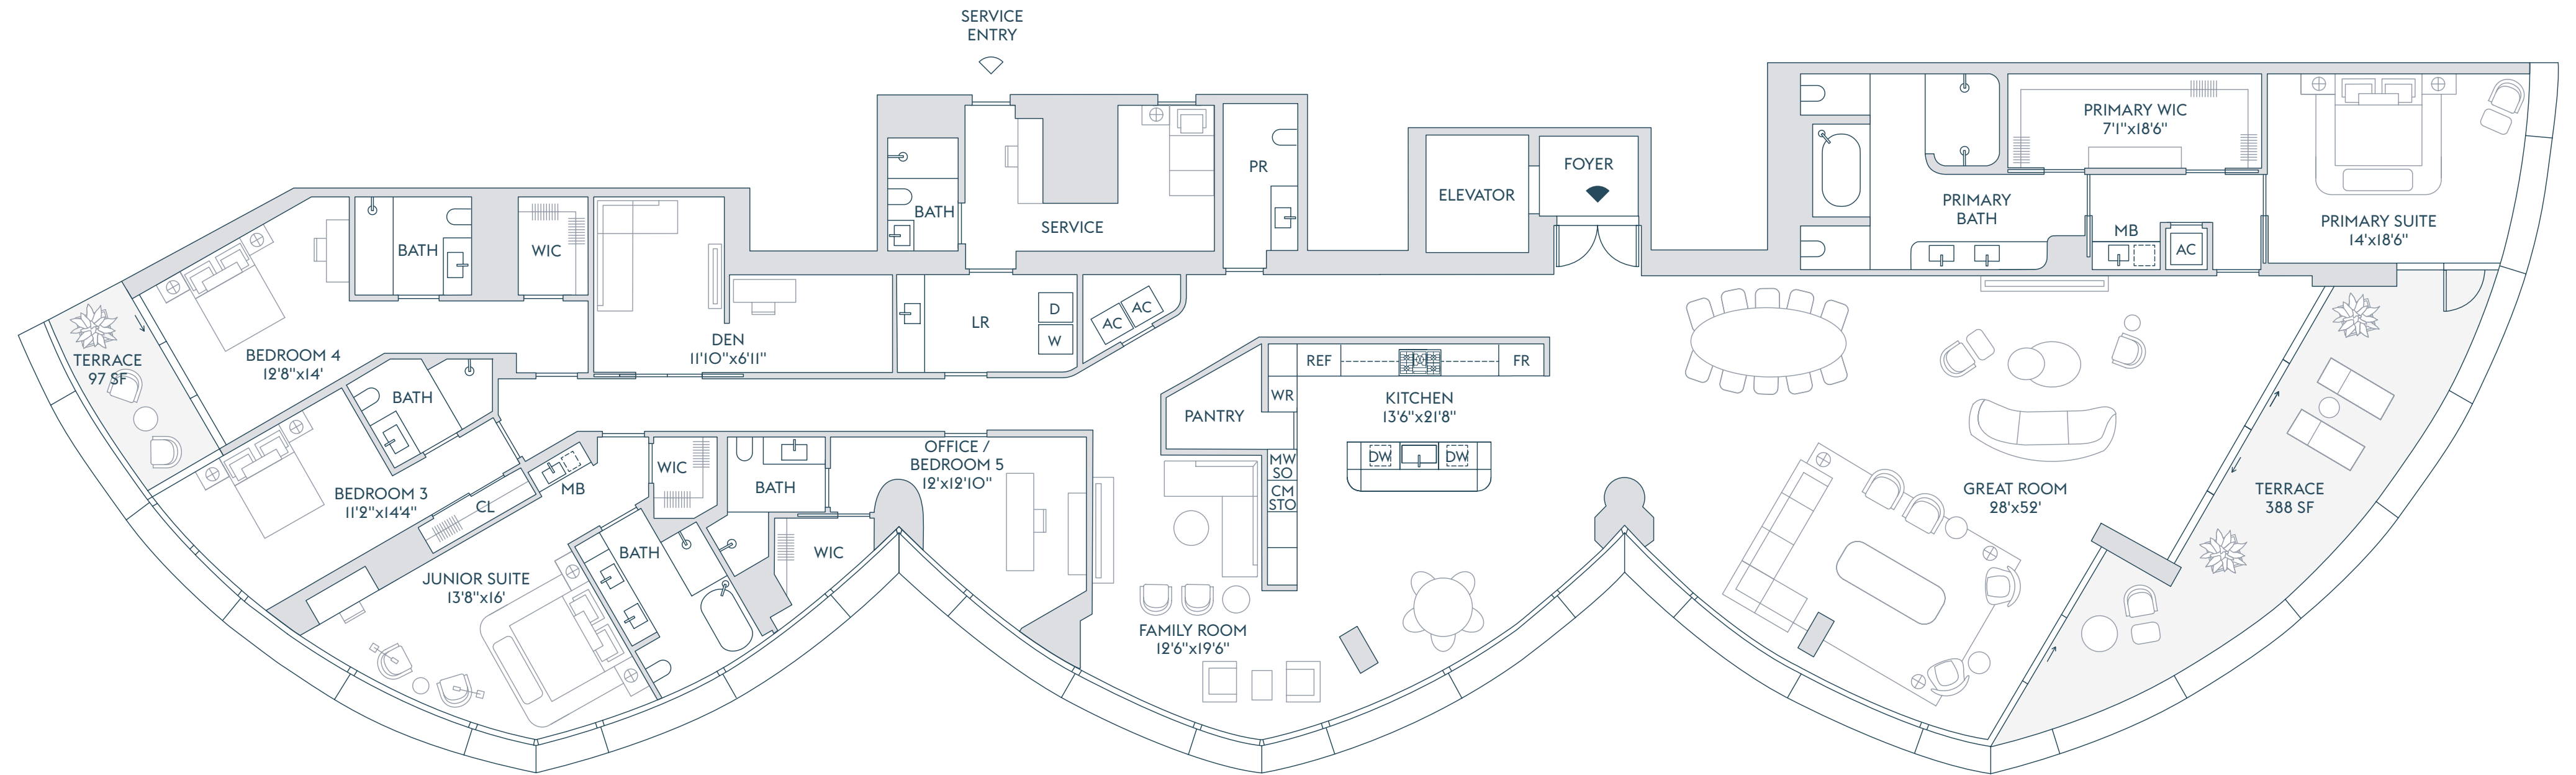 SERVICE
ENTRY
BATH
SERVICE
PR
ELEVATOR
FOYER
PRIMARY
BATH
PRIMARY WIC
7'1"x18'6"
MB
AC
PRIMARY SUITE
14'x18'6"
TERRACE
97 SF
BEDROOM 4
12'8"x14'
BATH
WIC
DEN
11'10"x6'11"
LR
D
W
AC
AC
BATH
BEDROOM 3
11'2"x14'4"
CL
MB
WIC
BATH
OFFICE /
BEDROOM 5
12'x12'10"
JUNIOR SUITE
13'8"x16'
BATH
WIC
PANTRY
REF
FR
WR
KITCHEN
13'6"x21'8"
DW
DW
MW
SO
CM
STO
FAMILY ROOM
12'6"x19'6"
GREAT ROOM
28'x52'
TERRACE
388 SF